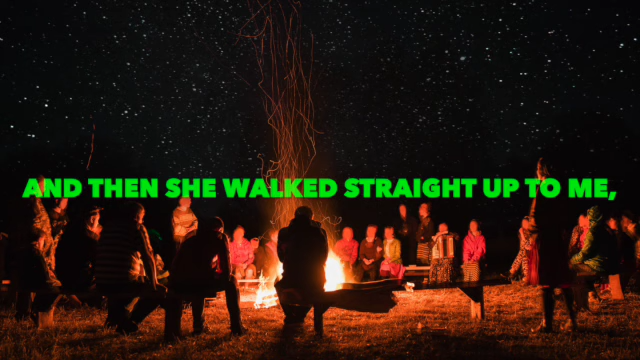 AND THEN SHE WALKED STRAIGHT UP TO ME,